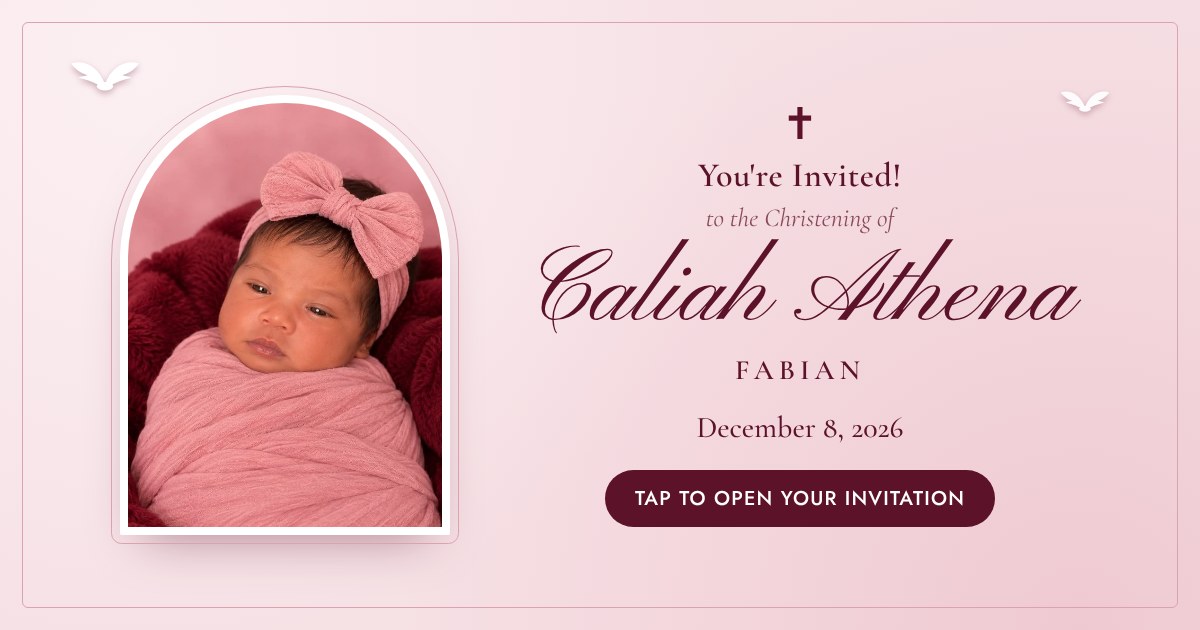 You're Invited!
to the Christening of
Caliah Athena
FABIAN
December 8, 2026
TAP TO OPEN YOUR INVITATION